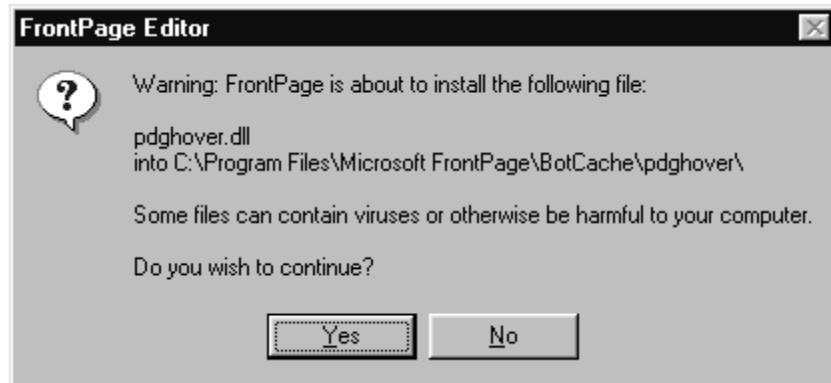 FrontPage Editor
Warning: FrontPage is about to install the following file:
pdghover.dll
into C:\Program Files\Microsoft FrontPage\BotCache\pdghover\
Some files can contain viruses or otherwise be harmful to your computer.
Do you wish to continue?
Yes No